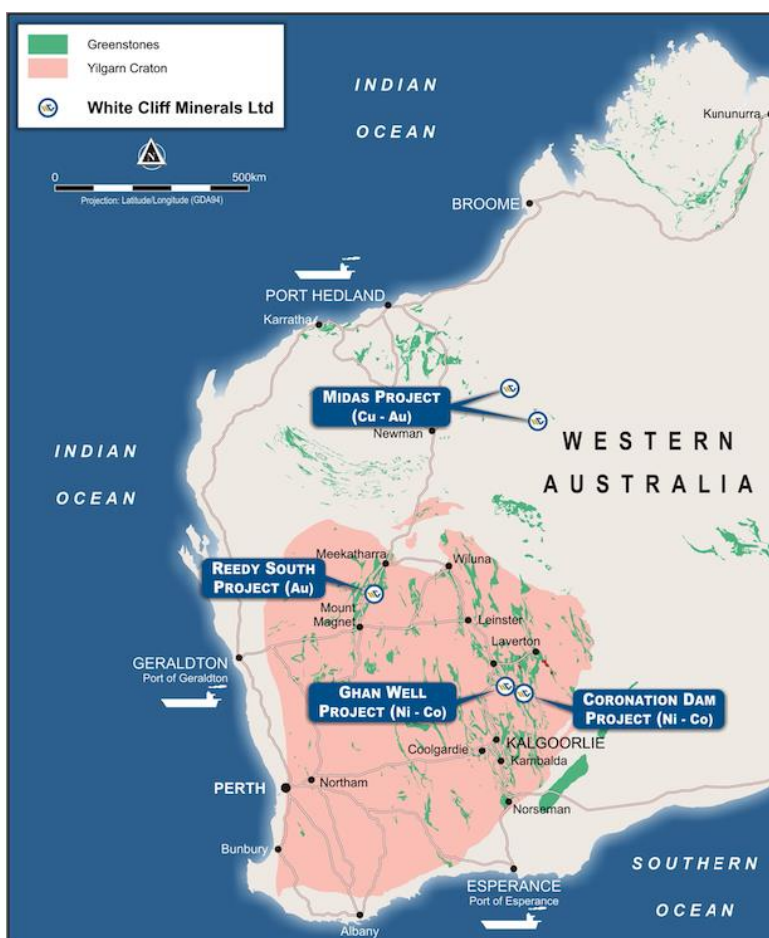 Greenstones
Yilgarn Craton
White Cliff Minerals Ltd
N
0
500km
Projection: Latitude/Longitude (GDA94)
INDIAN
OCEAN
Kununurra
BROOME
PORT HEDLAND
Karratha
MIDAS PROJECT
(Cu - Au)
Newman
WESTERN
AUSTRALIA
INDIAN
OCEAN
Meekatharra
Wiluna
REEDY SOUTH
PROJECT (Au)
Mount
Magnet
Leinster
Laverton
GERALDTON
Port of Geraldton
GHAN WELL
PROJECT (Ni - Co)
CORONATION DAM
PROJECT (Ni - Co)
KALGOORLIE
Coolgardie
Kambalda
PERTH
Northam
Norseman
Bunbury
ESPERANCE
Port of Esperance
SOUTHERN
OCEAN
Albany